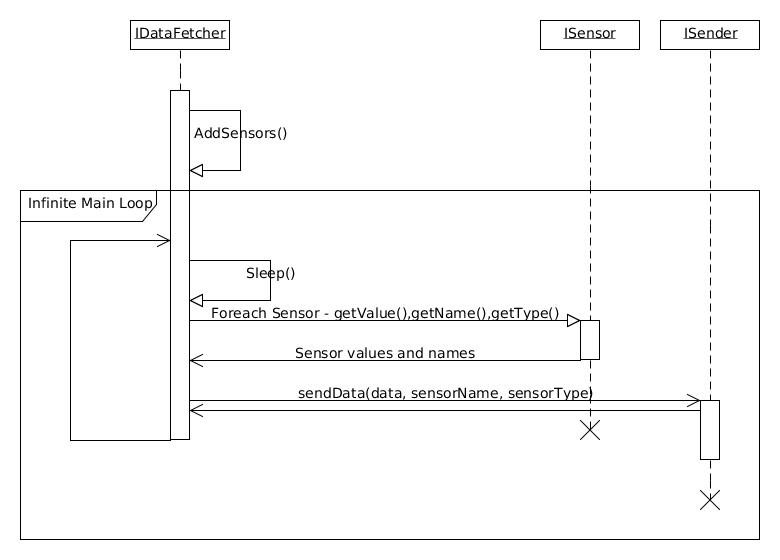 IDataFetcher
ISensor
ISender
AddSensors()
Infinite Main Loop
Sleep()
Foreach Sensor - getValue(),getName(),getType()
Sensor values and names
sendData(data, sensorName, sensorType)